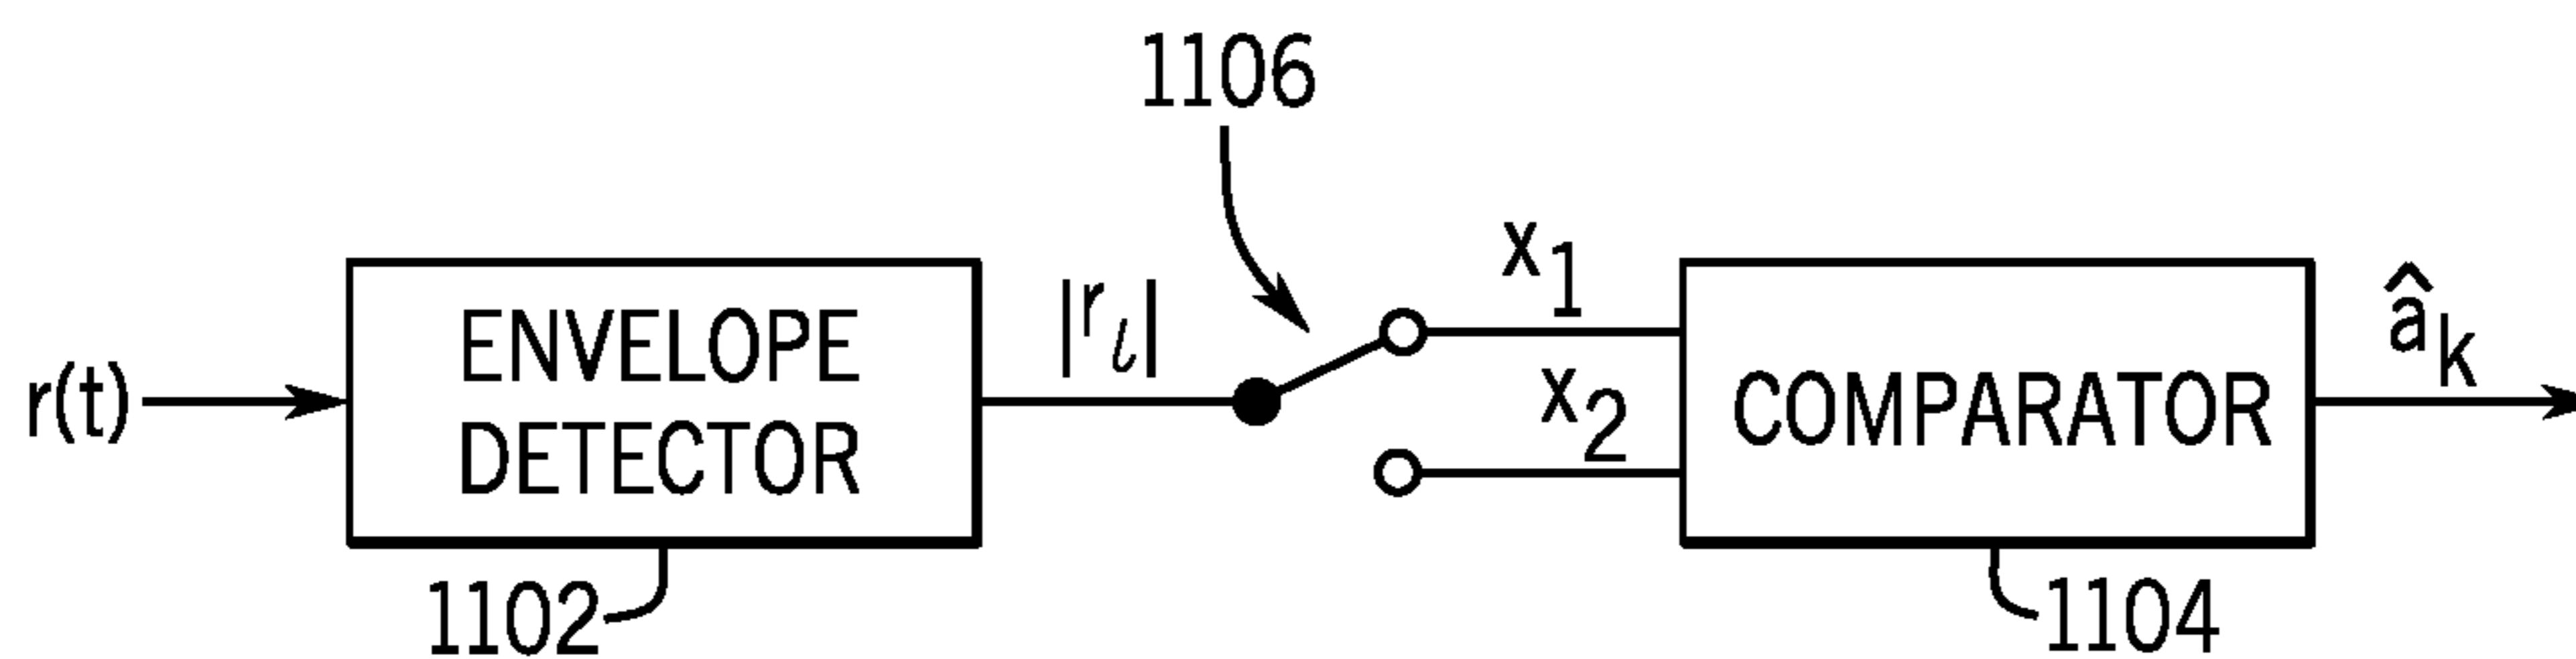 1106
x1
|rl|
x2
r(t)
ENVELOPE
DETECTOR
COMPARATOR
âk
1102
1104